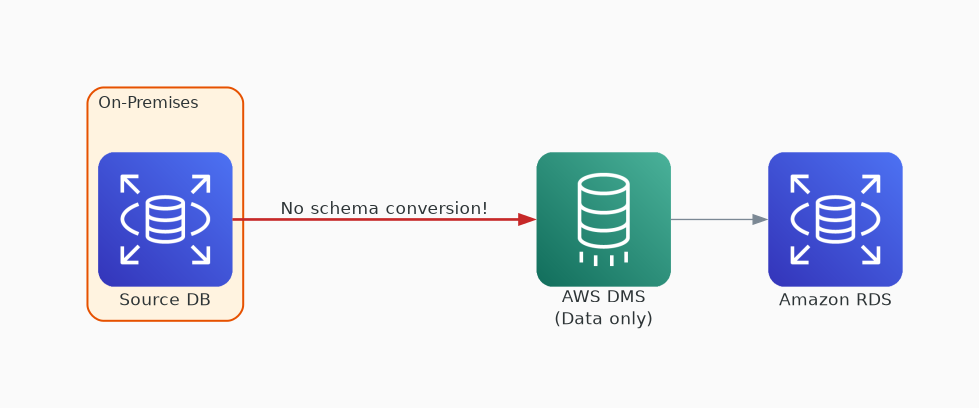 On-Premises
Source DB
No schema conversion!
AWS DMS
(Data only)
Amazon RDS